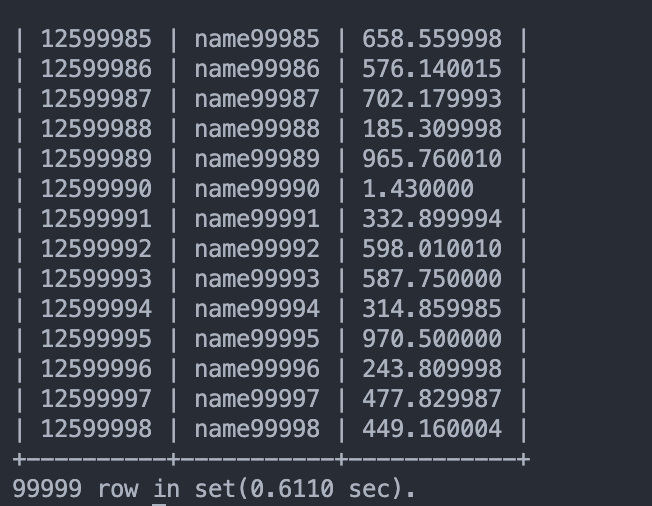 | 12599985 | name99985 | 658.559998 |
| 12599986 | name99986 | 576.140015 |
| 12599987 | name99987 | 702.179993 |
| 12599988 | name99988 | 185.309998 |
| 12599989 | name99989 | 965.760010 |
| 12599990 | name99990 | 1.430000   |
| 12599991 | name99991 | 332.899994 |
| 12599992 | name99992 | 598.010010 |
| 12599993 | name99993 | 587.750000 |
| 12599994 | name99994 | 314.859985 |
| 12599995 | name99995 | 970.500000 |
| 12599996 | name99996 | 243.809998 |
| 12599997 | name99997 | 477.829987 |
| 12599998 | name99998 | 449.160004 |
+----------+-----------+------------+
99999 row in set(0.6110 sec).